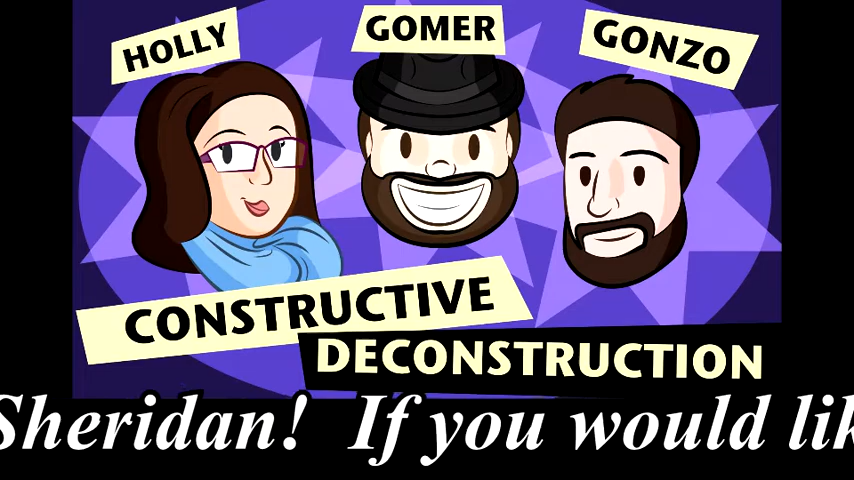 HOLLY
GOMER
GONZO
CONSTRUCTIVE
DECONSTRUCTION
Sheridan! If you would lik